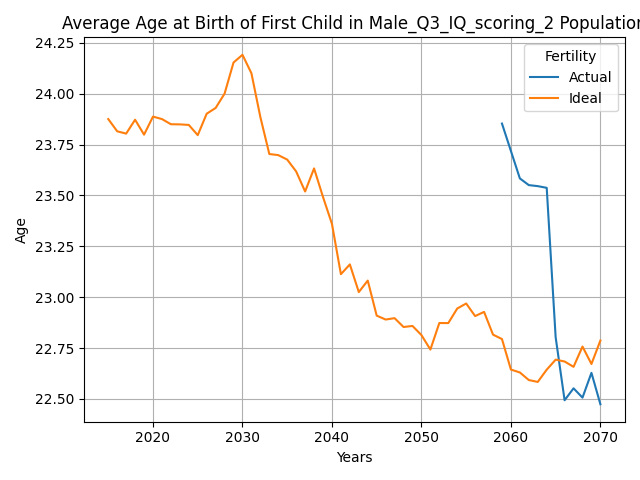 Average Age at Birth of First Child in Male_Q3_IQ_scoring_2 Population
Fertility
Actual
Ideal
24.25
24.00
23.75
23.50
23.25
23.00
22.75
22.50
Age
2020 2030 2040 2050 2060 2070
Years